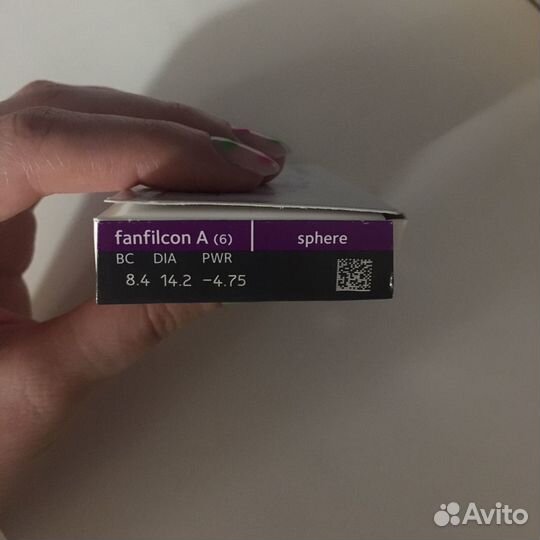 fanfilcon A (6) sphere
BC DIA PWR
8.4 14.2 −4.75
Avito